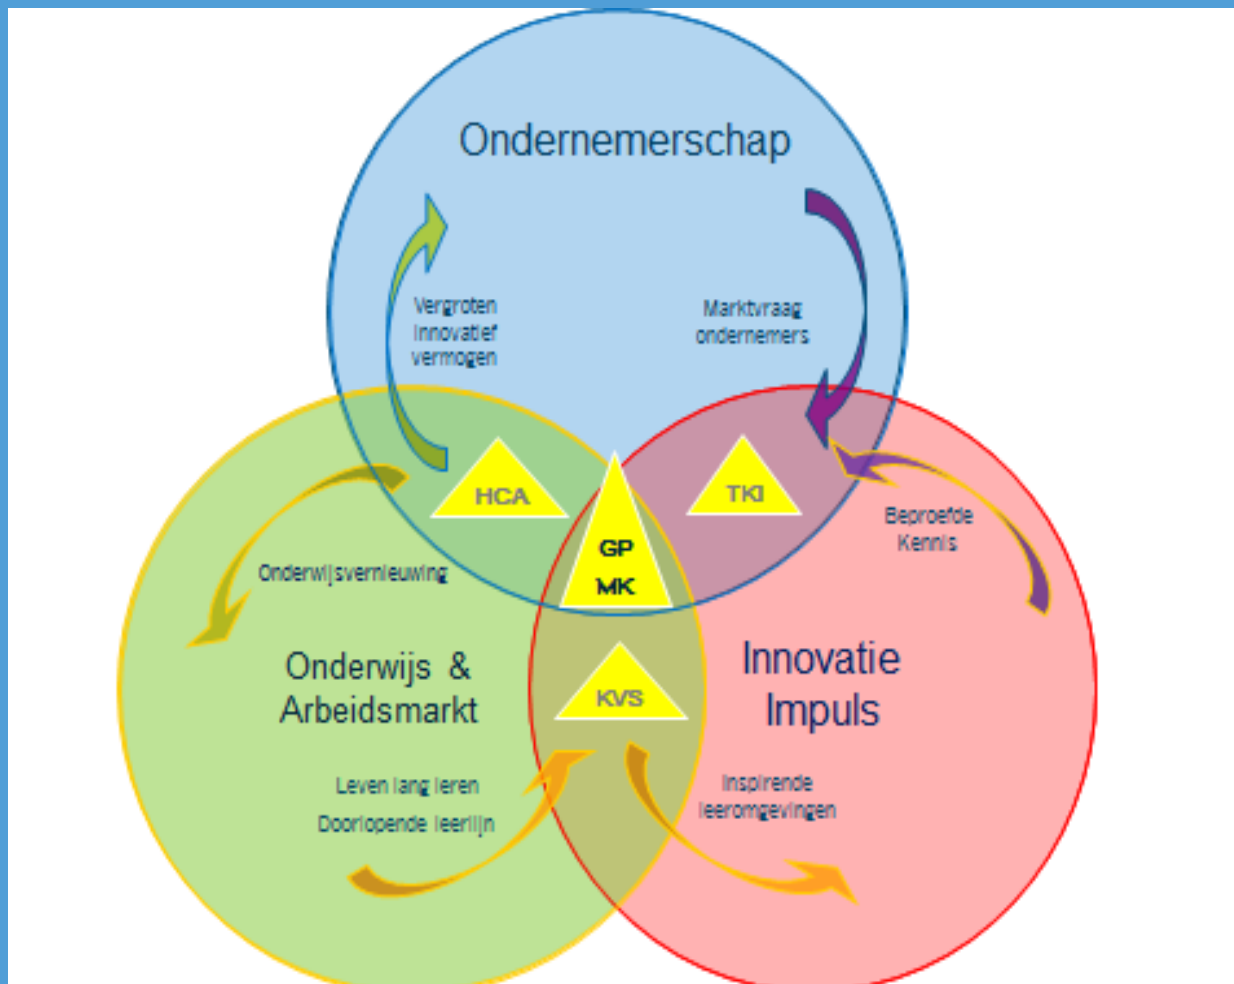 Ondernemerschap
Vergroten
Innovatief
vermogen
Marktvraag
ondernemers
HCA
TKI
GP
MK
Beproefde
Kennis
Onderwijsvernieuwing
Onderwijs &
Arbeidsmarkt
KVS
Innovatie
Impuls
Leven lang leren
Doorlopende leerlijn
Inspirende
leeromgevingen